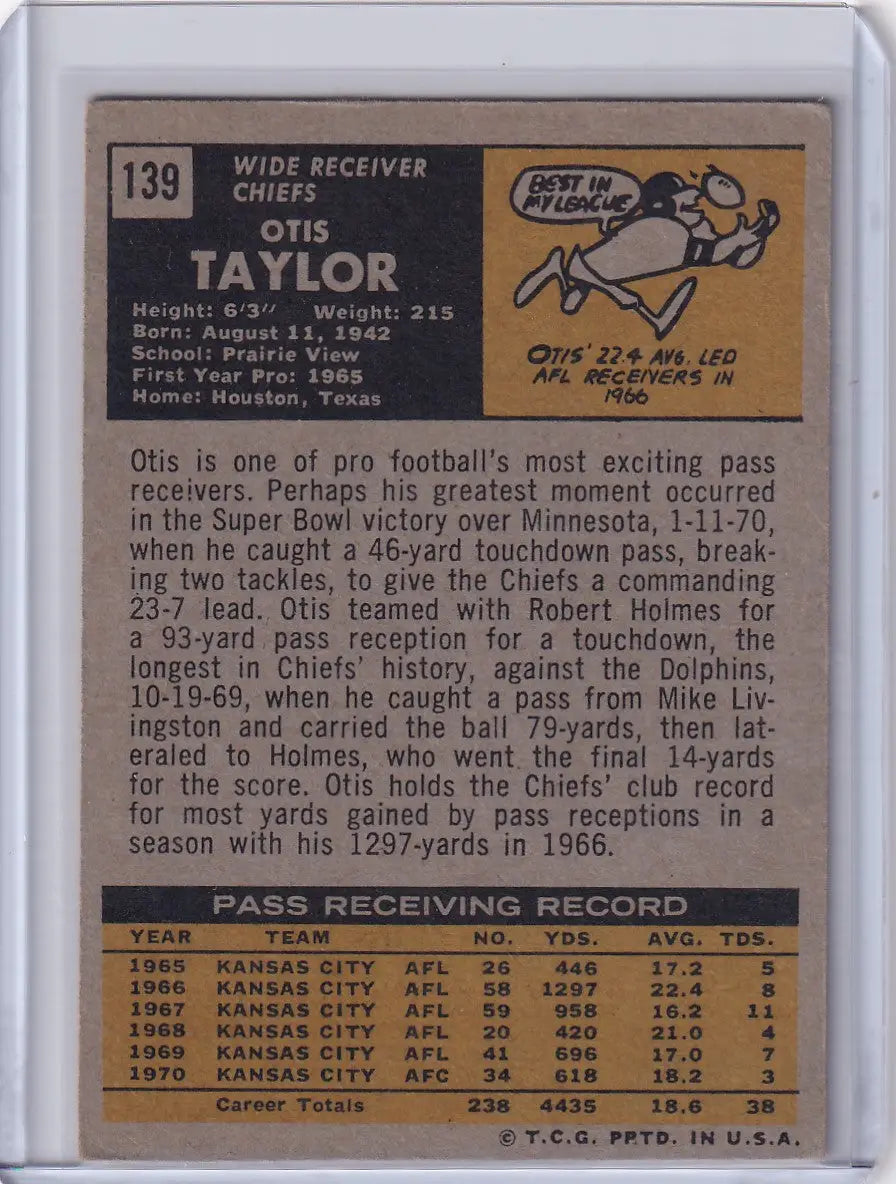 139
WIDE RECEIVER
CHIEFS
OTIS
TAYLOR
Height: 6'3" Weight: 215
Born: August 11, 1942
School: Prairie View
First Year Pro: 1965
Home: Houston, Texas
BEST IN
MY LEAGUE
OTIS' 22.4 AVG. LED
AFL RECEIVERS IN
1966
Otis is one of pro football's most exciting pass
receivers. Perhaps his greatest moment occurred
in the Super Bowl victory over Minnesota, 1-11-70,
when he caught a 46-yard touchdown pass, break-
ing two tackles, to give the Chiefs a commanding
23-7 lead. Otis teamed with Robert Holmes for
a 93-yard pass reception for a touchdown, the
longest in Chiefs' history, against the Dolphins,
10-19-69, when he caught a pass from Mike Liv-
ingston and carried the ball 79-yards, then lat-
eraled to Holmes, who went the final 14-yards
for the score. Otis holds the Chiefs' club record
for most yards gained by pass receptions in a
season with his 1297-yards in 1966.
PASS RECEIVING RECORD
YEAR TEAM NO. YDS. AVG. TDS.
1965 KANSAS CITY AFL 26 446 17.2 5
1966 KANSAS CITY AFL 58 1297 22.4 8
1967 KANSAS CITY AFL 59 958 16.2 11
1968 KANSAS CITY AFL 20 420 21.0 4
1969 KANSAS CITY AFL 41 696 17.0 7
1970 KANSAS CITY AFC 34 618 18.2 3
Career Totals 238 4435 18.6 38
© T.C.G. PRTD. IN U.S.A.